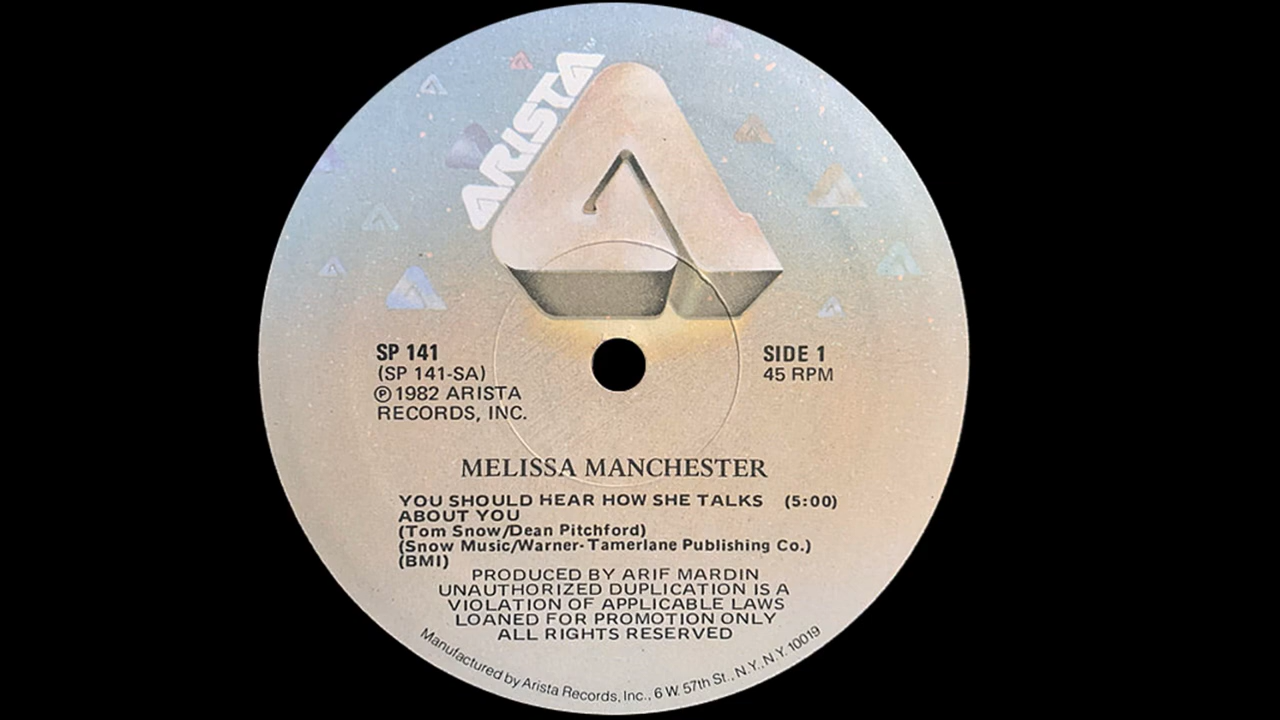 ARISTA™
SP 141
(SP 141-SA)
℗1982 ARISTA
RECORDS, INC.
SIDE 1
45 RPM
MELISSA MANCHESTER
YOU SHOULD HEAR HOW SHE TALKS (5:00)
ABOUT YOU
(Tom Snow/Dean Pitchford)
(Snow Music/Warner-Tamerlane Publishing Co.)
(BMI)
PRODUCED BY ARIF MARDIN
UNAUTHORIZED DUPLICATION IS A
VIOLATION OF APPLICABLE LAWS
LOANED FOR PROMOTION ONLY
ALL RIGHTS RESERVED
Manufactured by Arista Records, Inc., 6 W. 57th St., N.Y., N.Y. 10019